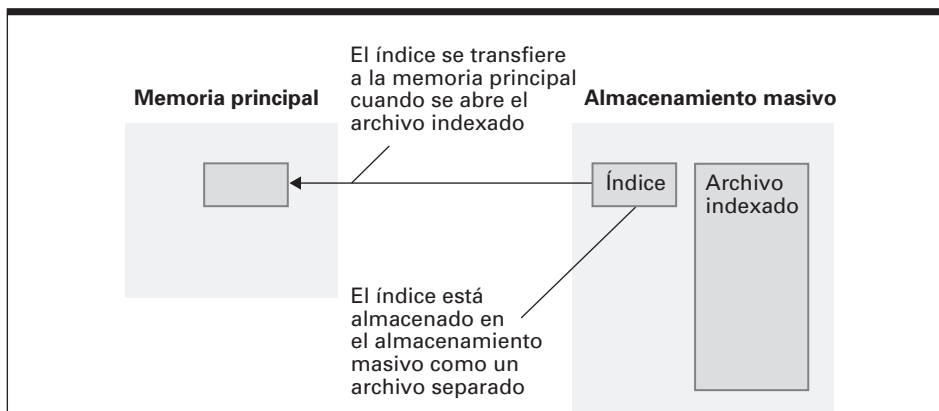 El índice se transfiere
a la memoria principal
cuando se abre el
archivo indexado
Memoria principal
Almacenamiento masivo
Índice
Archivo
indexado
El índice está
almacenado en
el almacenamiento
masivo como un
archivo separado